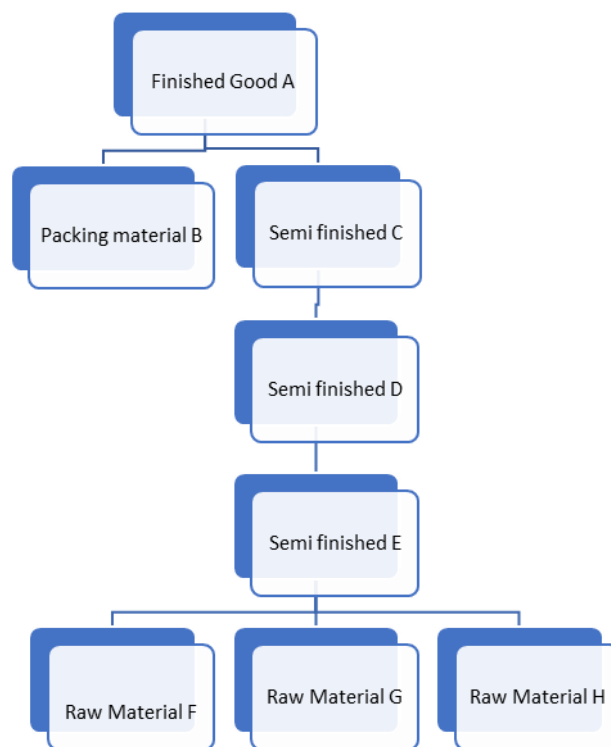 Finished Good A
Packing material B
Semi finished C
Semi finished D
Semi finished E
Raw Material F
Raw Material G
Raw Material H